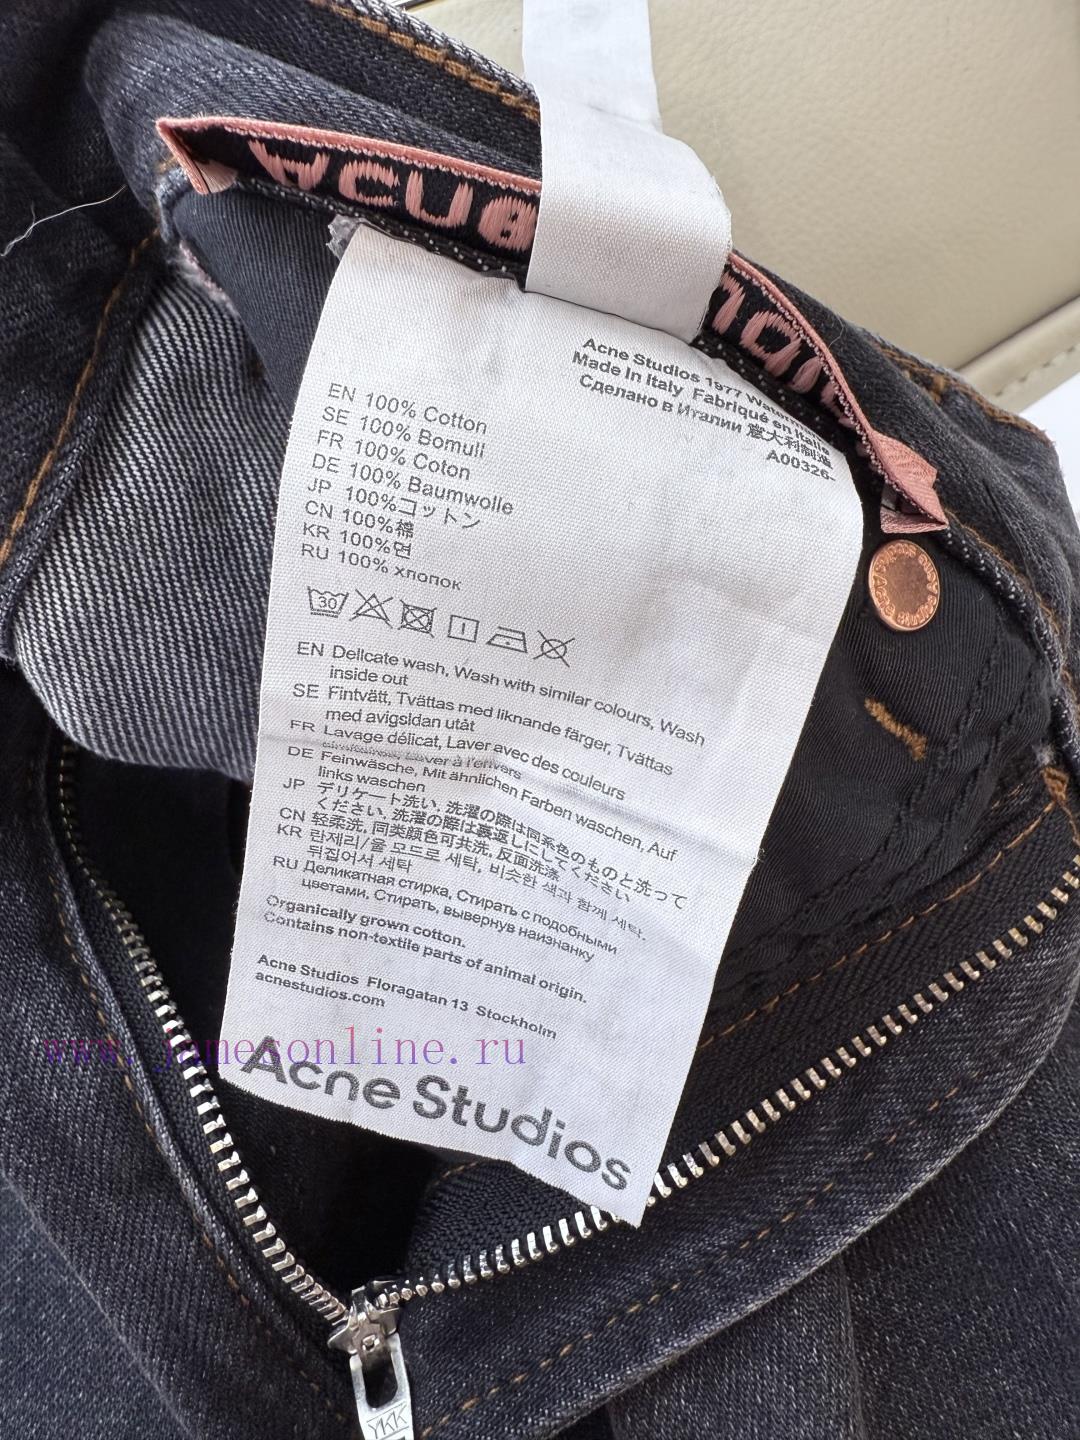 ACNE
Acne Studios 1977
Made In Italy Fabriqué en Italie
Сделано в Италии 意大利制造
A00326-
EN 100% Cotton
SE 100% Bomull
FR 100% Coton
DE 100% Baumwolle
JP 100%コットン
CN 100%棉
KR 100%면
RU 100% хлопок
30
EN Delicate wash, Wash with similar colours, Wash
inside out
SE Fintvätt, Tvättas med liknande färger, Tvättas
med avigsidan utåt
FR Lavage délicat, Laver avec des couleurs
similaires, Laver à l'envers
DE Feinwäsche, Mit ähnlichen Farben waschen, Auf
links waschen
JP デリケート洗い, 洗濯の際は同系色のものと洗って
ください, 洗濯の際は裏返しにしてください
CN 轻柔洗, 同类颜色可共洗, 反面洗涤
KR 란제리/울 모드로 세탁, 비슷한 색과 함께 세탁.
뒤집어서 세탁
RU Деликатная стирка, Стирать с подобными
цветами, Стирать, вывернув наизнанку
Organically grown cotton.
Contains non-textile parts of animal origin.
Acne Studios Floragatan 13 Stockholm
acnestudios.com
www.jamesonline.ru
Acne Studios
YKK